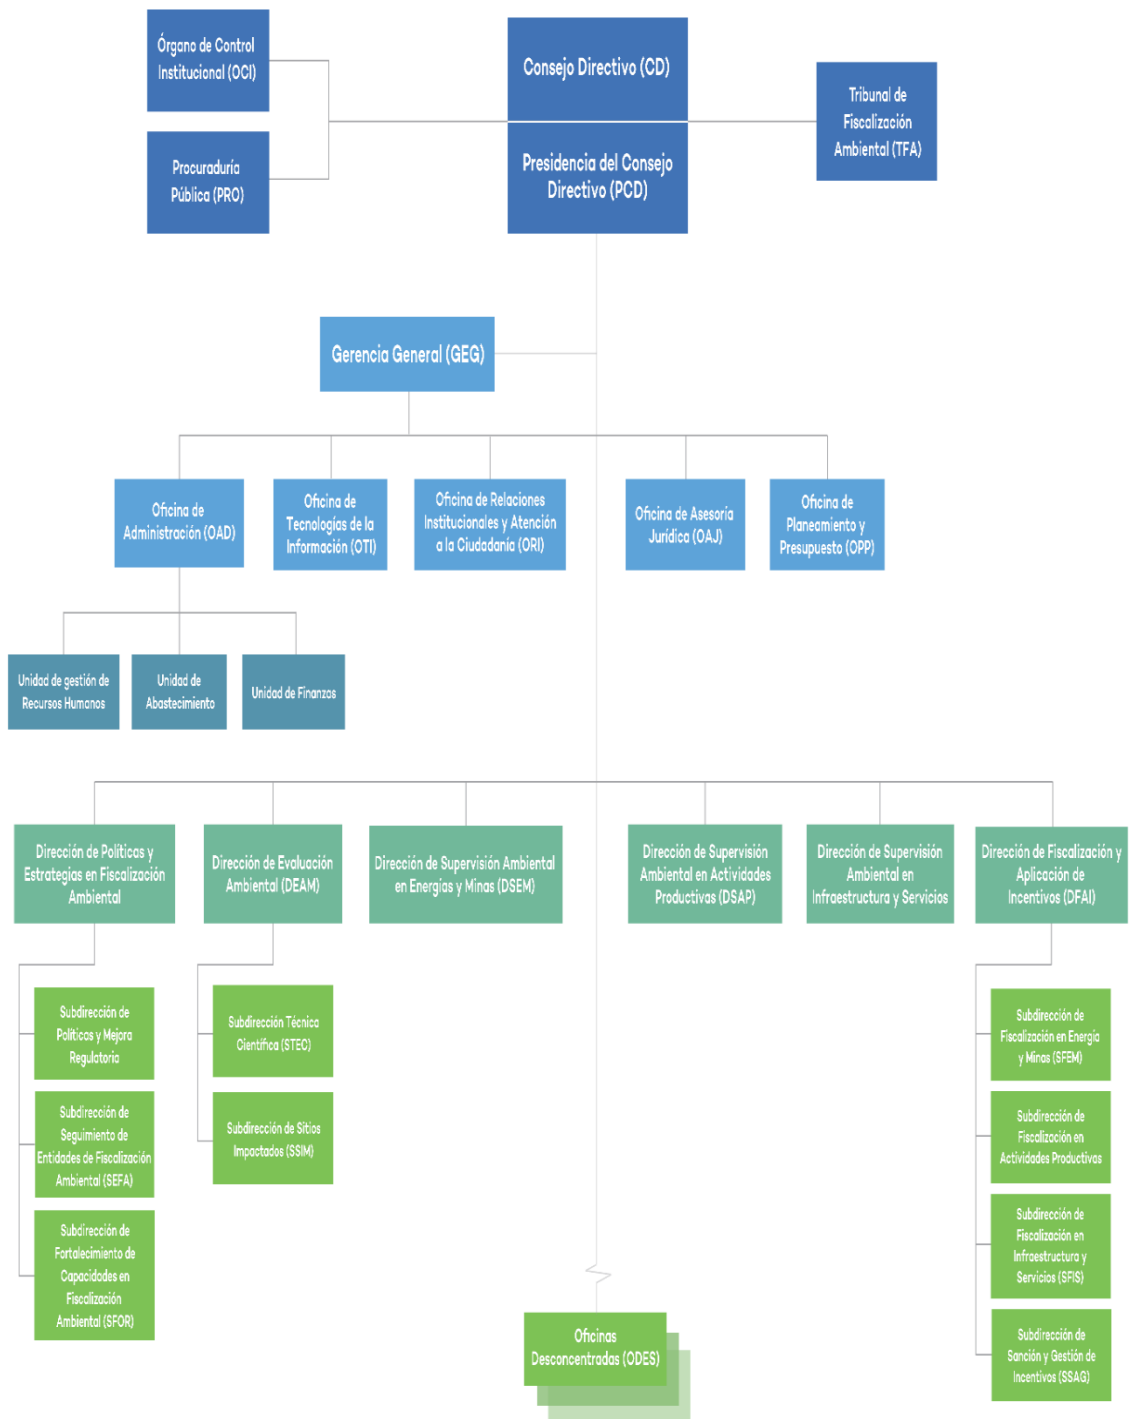 Órgano de Control
Institucional (OCI)
Consejo Directivo (CD)
Tribunal de
Fiscalización
Ambiental (TFA)
Procuraduría
Pública (PRO)
Presidencia del Consejo
Directivo (PCD)
Gerencia General (GEG)
Oficina de
Administración (OAD)
Oficina de
Tecnologías de la
Información (OTI)
Oficina de Relaciones
Institucionales y Atención
a la Ciudadanía (ORI)
Oficina de Asesoría
Jurídica (OAJ)
Oficina de
Planeamiento y
Presupuesto (OPP)
Unidad de gestión de
Recursos Humanos
Unidad de
Abastecimiento
Unidad de Finanzas
Dirección de Políticas y
Estrategias en Fiscalización
Ambiental
Dirección de Evaluación
Ambiental (DEAM)
Dirección de Supervisión Ambiental
en Energías y Minas (DSEM)
Dirección de Supervisión
Ambiental en Actividades
Productivas (DSAP)
Dirección de Supervisión
Ambiental en
Infraestructura y Servicios
Dirección de Fiscalización y
Aplicación de
Incentivos (DFAI)
Subdirección de
Políticas y Mejora
Regulatoria
Subdirección de
Seguimiento de
Entidades de Fiscalización
Ambiental (SEFA)
Subdirección de
Fortalecimiento de
Capacidades en
Fiscalización
Ambiental (SFOR)
Subdirección Técnica
Científica (STEC)
Subdirección de Sitios
Impactados (SSIM)
Subdirección de
Fiscalización en Energía
y Minas (SFEM)
Subdirección de
Fiscalización en
Actividades Productivas
Subdirección de
Fiscalización en
Infraestructura y
Servicios (SFIS)
Subdirección de
Sanción y Gestión de
Incentivos (SSAG)
Oficinas
Desconcentradas (ODES)